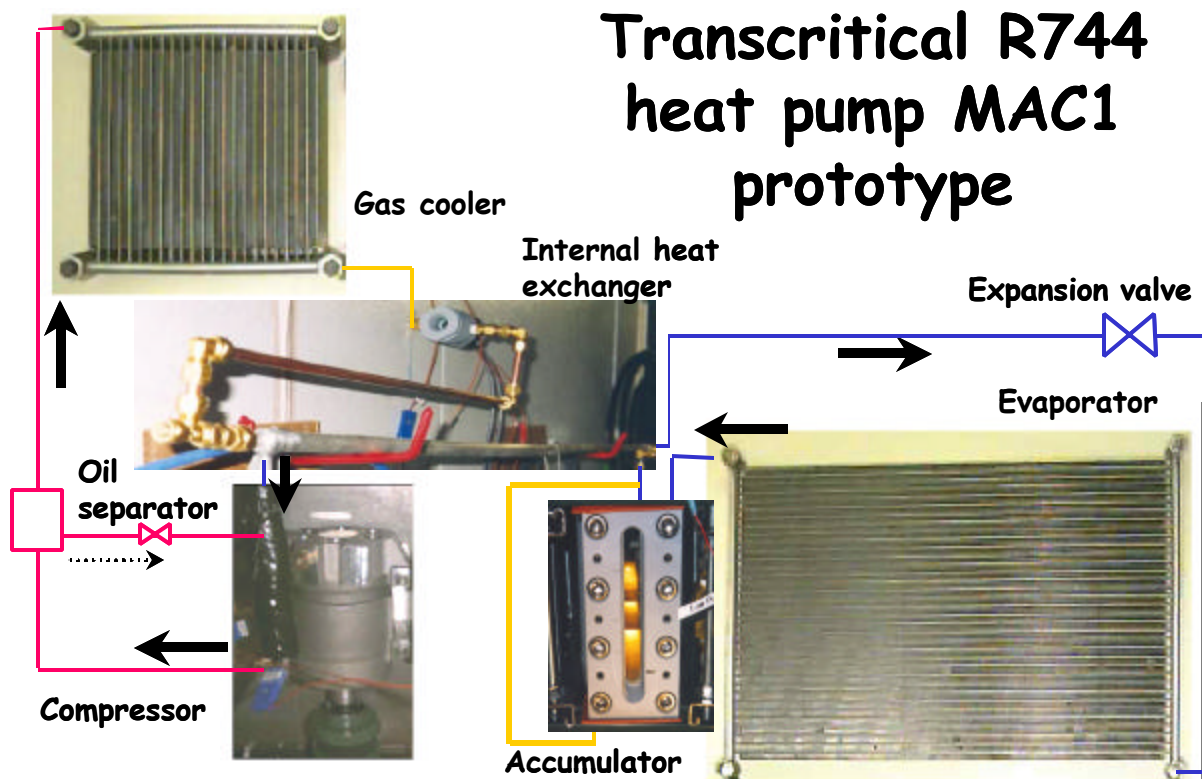 Transcritical R744
heat pump MAC1
prototype
Gas cooler
Internal heat
exchanger
Expansion valve
Evaporator
Oil
separator
Compressor
Accumulator